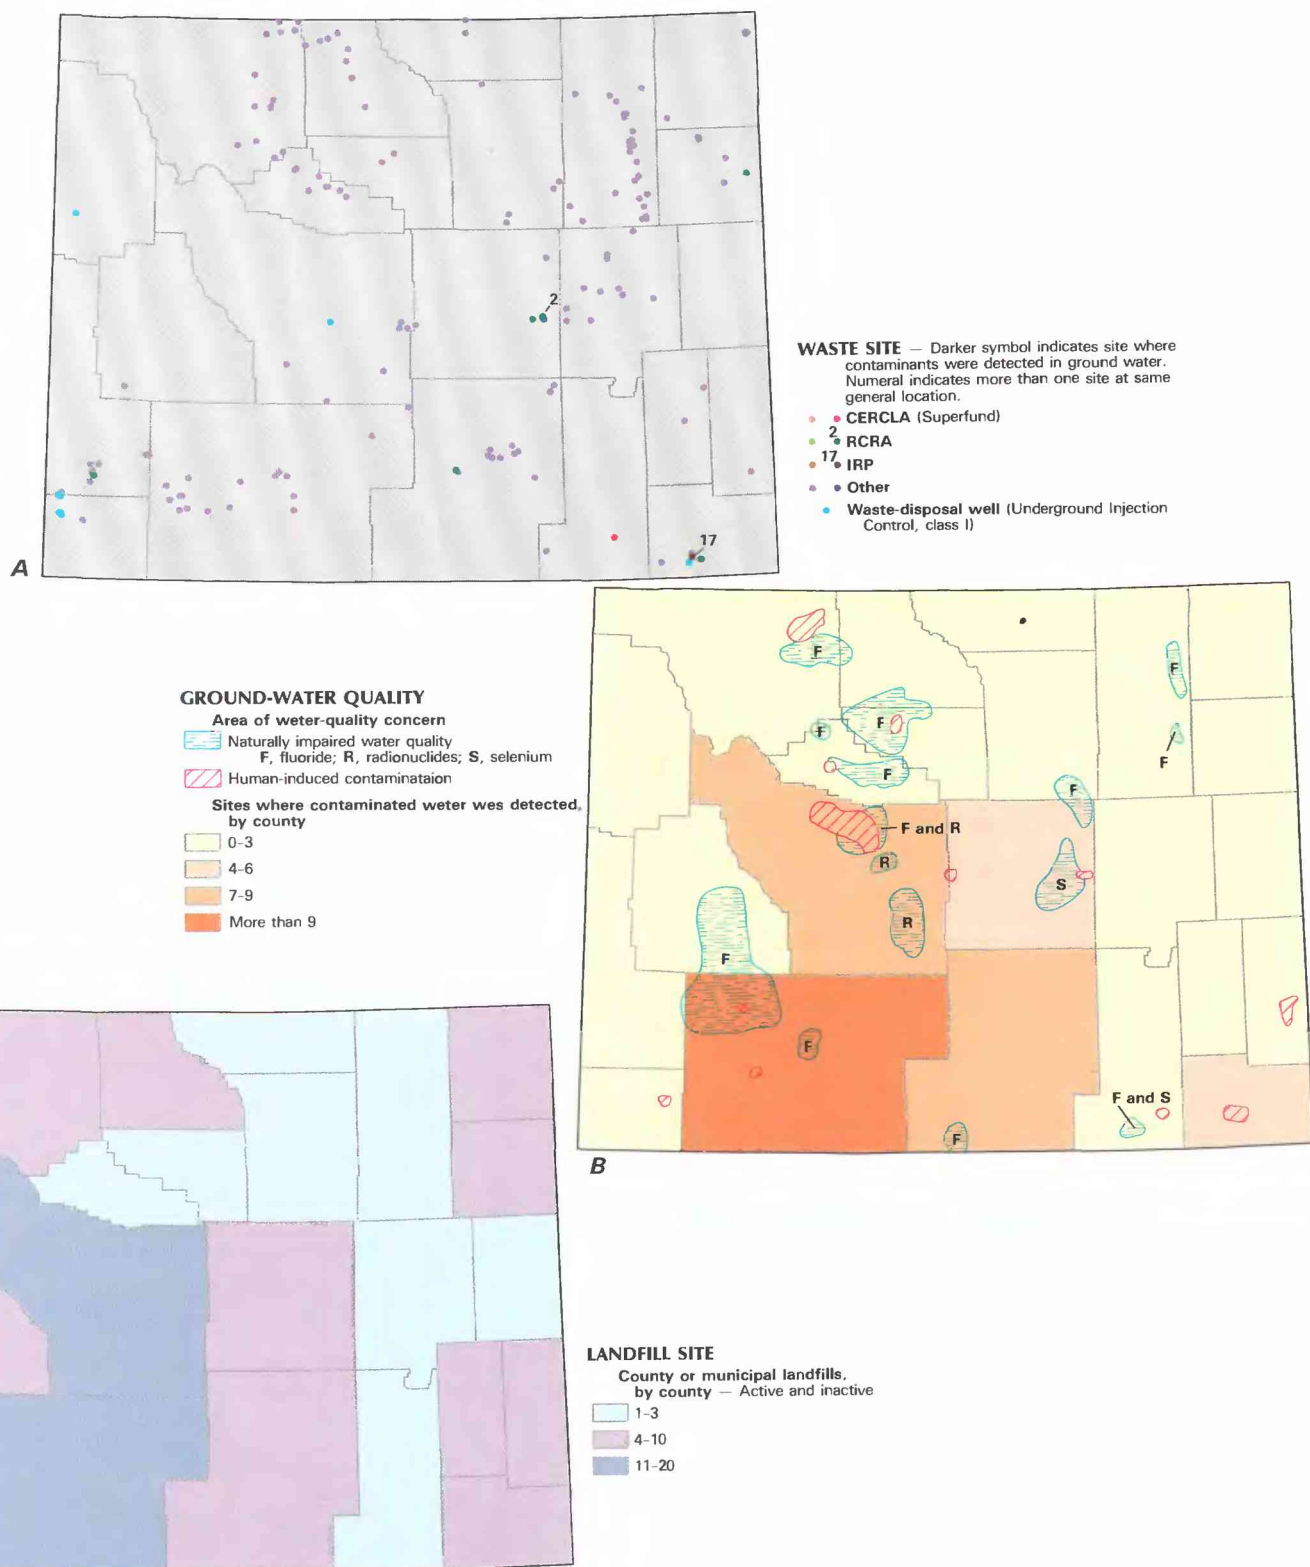 2
WASTE SITE — Darker symbol indicates site where
contaminants were detected in ground water.
Numeral indicates more than one site at same
general location.
CERCLA (Superfund)
2 RCRA
17 IRP
Other
Waste-disposal well (Underground Injection
Control, class I)
17
A
GROUND-WATER QUALITY
Area of weter-quality concern
Naturally impaired water quality
F, fluoride; R, radionuclides; S, selenium
Human-induced contaminataion
Sites where contaminated weter wes detected,
by county
0-3
4-6
7-9
More than 9
F
F
F
F
F
F
F
F and R
R
S
R
F
F
F and S
F
B
LANDFILL SITE
County or municipal landfills,
by county — Active and inactive
1-3
4-10
11-20